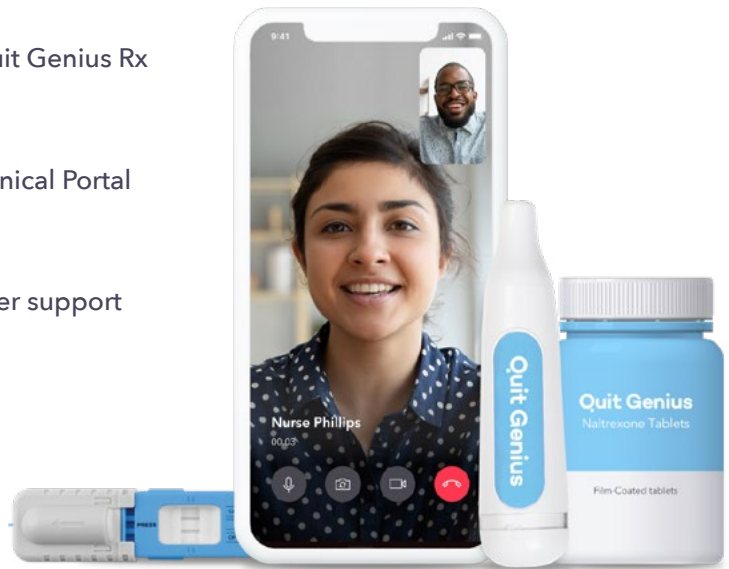 uit Genius Rx
nical Portal
er support
9:41
Nurse Phillips
00:03
Quit Genius
Quit Genius
Naltrexone Tablets
Film-Coated tablets
PRESS